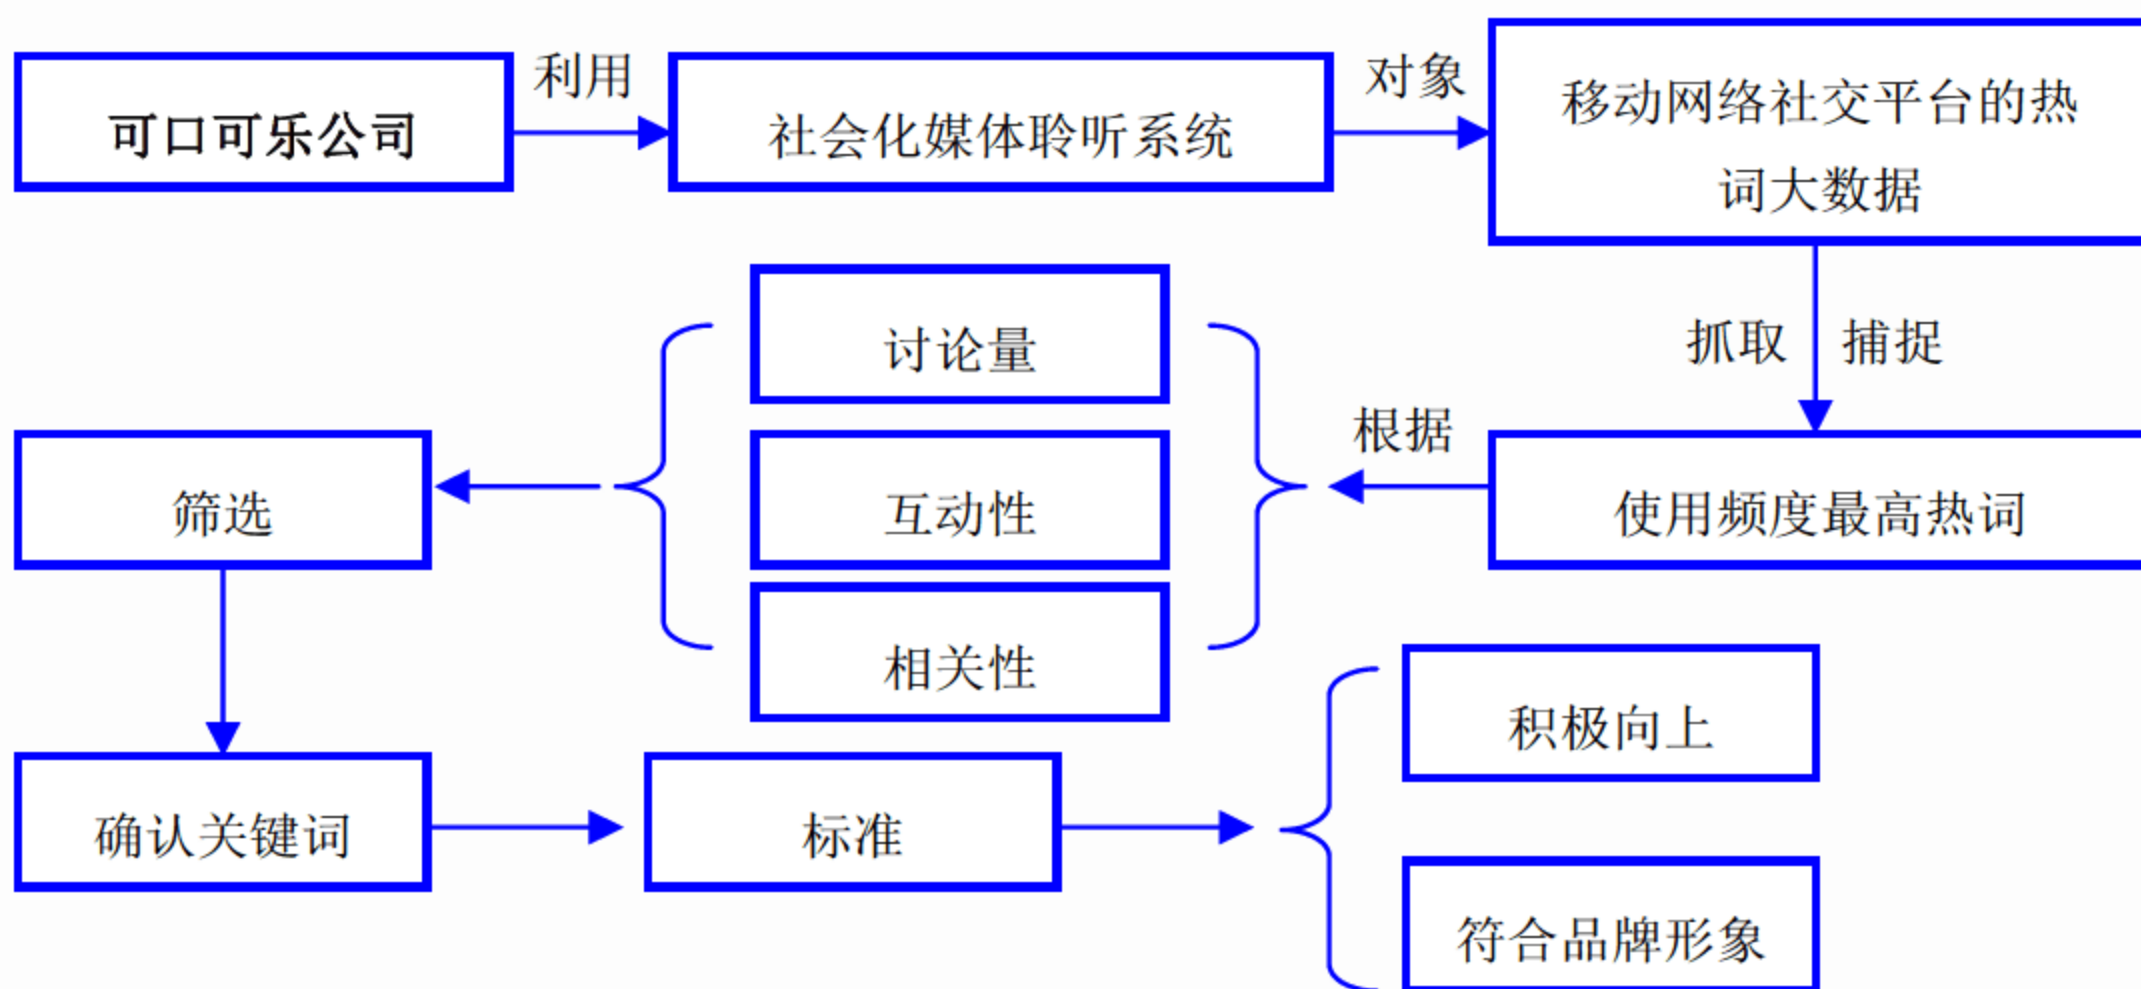 可口可乐公司
利用
社会化媒体聆听系统
对象
移动网络社交平台的热
词大数据
抓取
捕捉
使用频度最高热词
根据
讨论量
互动性
相关性
筛选
确认关键词
标准
积极向上
符合品牌形象